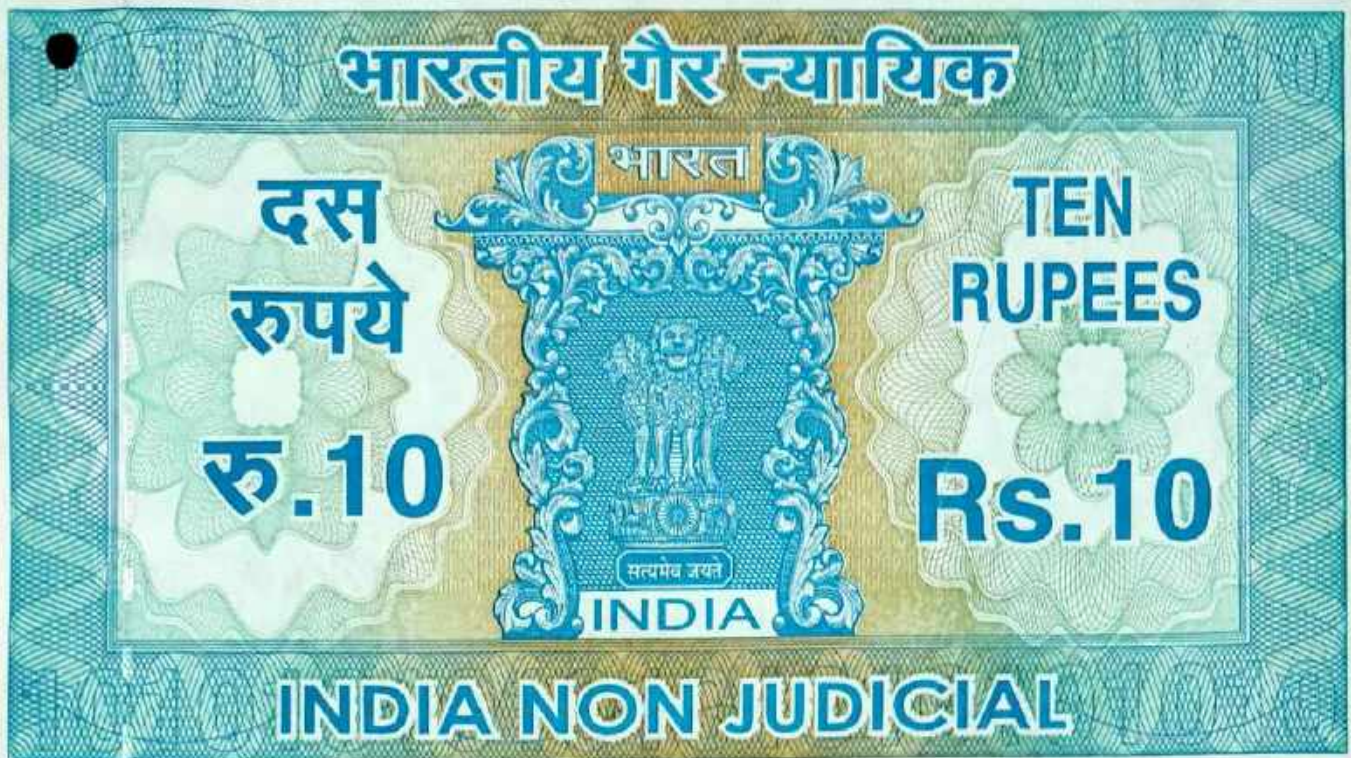 भारतीय गैर न्यायिक
भारत
दस
रुपये
रु.10
TEN
RUPEES
Rs.10
सत्यमेव जयते
INDIA
INDIA NON JUDICIAL